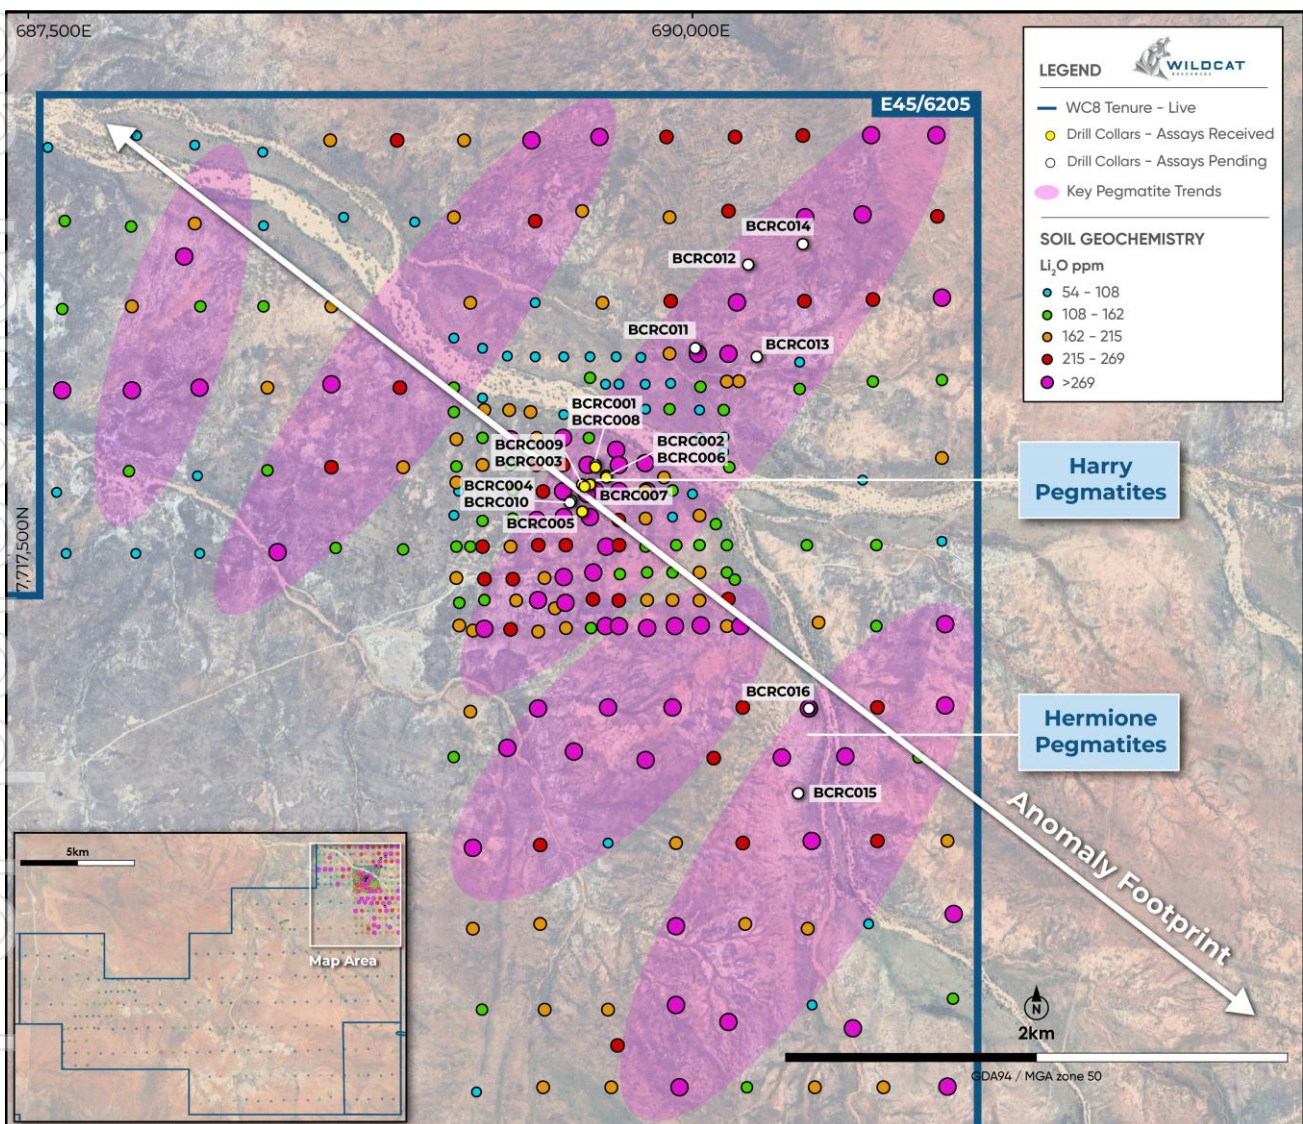 687,500E
690,000E
E45/6205
LEGEND
WILDCAT
RESOURCES
WC8 Tenure - Live
Drill Collars - Assays Received
Drill Collars - Assays Pending
Key Pegmatite Trends
SOIL GEOCHEMISTRY
Li₂O ppm
54 - 108
108 - 162
162 - 215
215 - 269
>269
BCRC014
BCRC012
BCRC011
BCRC013
BCRC001
BCRC008
BCRC009
BCRC003
BCRC002
BCRC006
BCRC004
BCRC010
BCRC007
BCRC005
Harry
Pegmatites
7,717,500N
BCRC016
Hermione
Pegmatites
BCRC015
Anomaly Footprint
5km
Map Area
N
2km
GDA94 / MGA zone 50